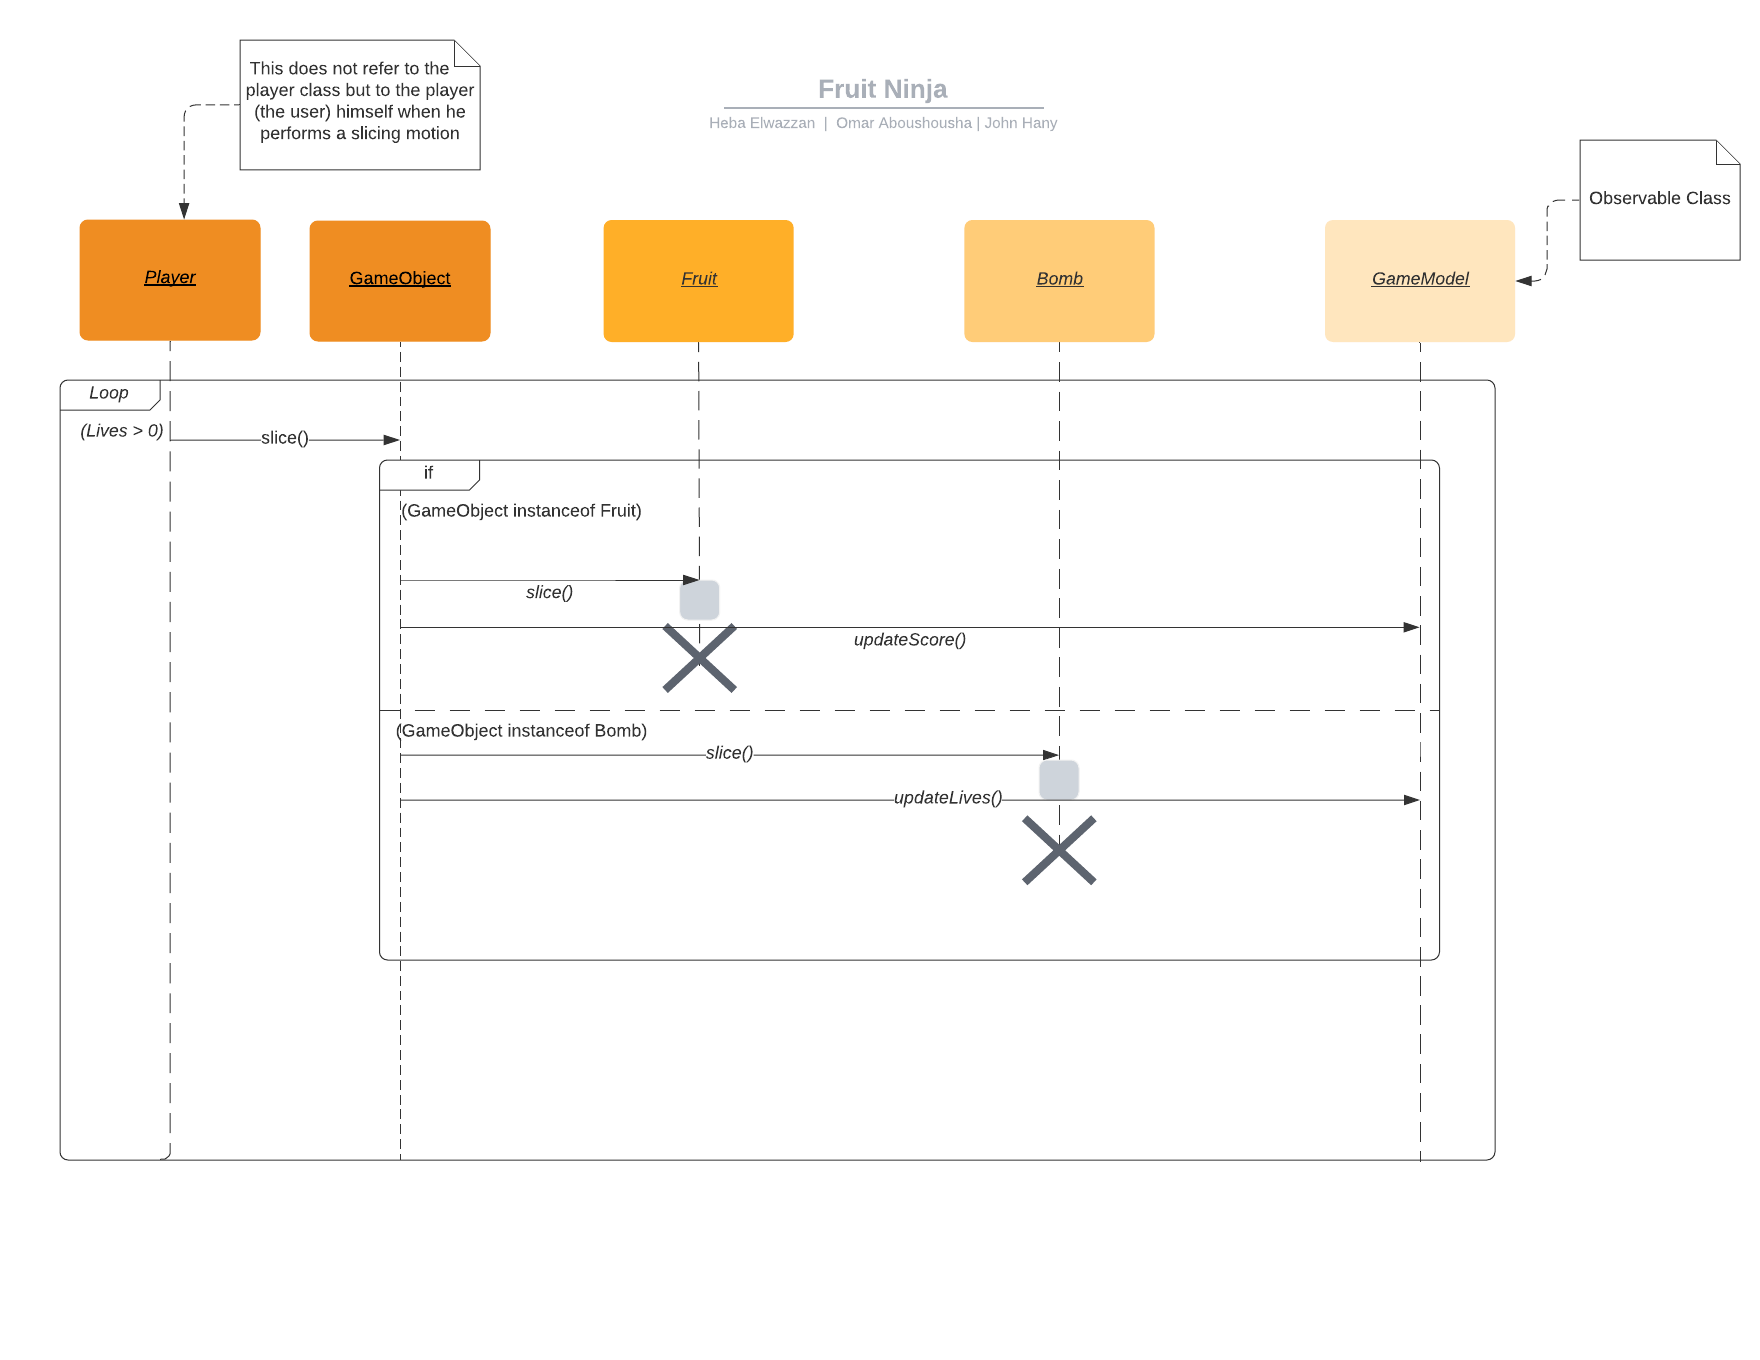 This does not refer to the
player class but to the player
(the user) himself when he
performs a slicing motion
Fruit Ninja
Heba Elwazzan | Omar Aboushousha | John Hany
Observable Class
Player
GameObject
Fruit
Bomb
GameModel
Loop
(Lives > 0)
slice()
if
(GameObject instanceof Fruit)
slice()
updateScore()
(GameObject instanceof Bomb)
slice()
updateLives()